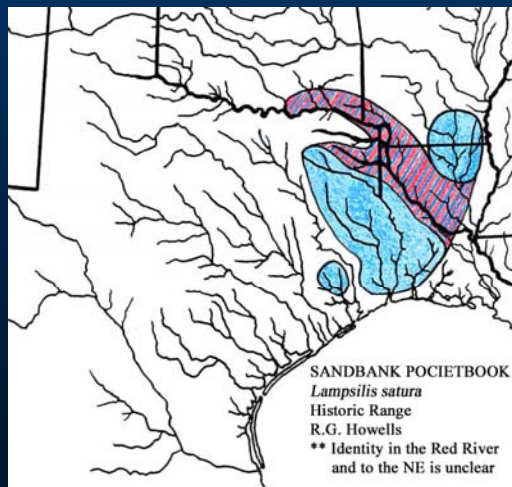 SANDBANK POCIETBOOK
Lampsilis satura
Historic Range
R.G. Howells
** Identity in the Red River
and to the NE is unclear